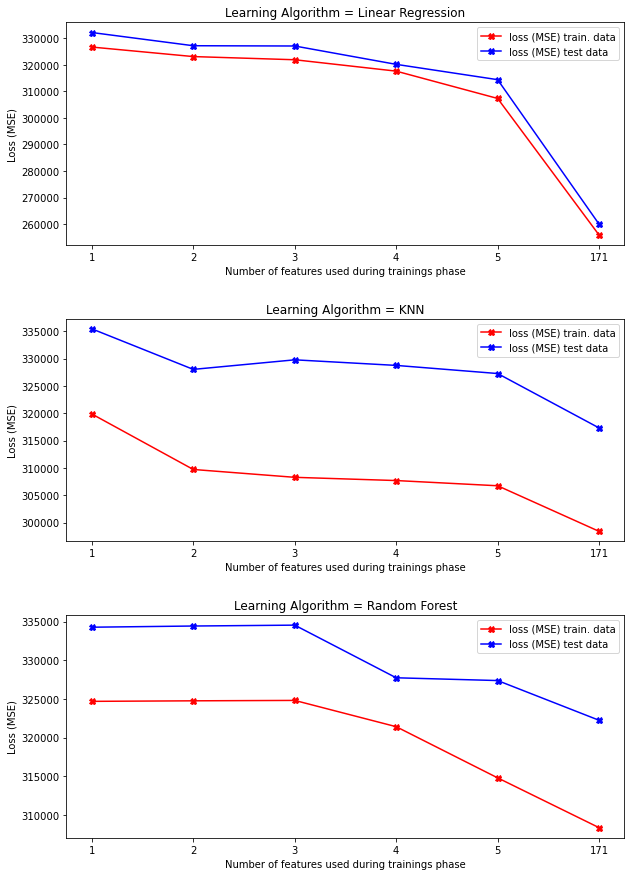 Learning Algorithm = Linear Regression
330000
320000
310000
300000
290000
280000
270000
260000
Loss (MSE)
loss (MSE) train. data
loss (MSE) test data
1 2 3 4 5 171
Number of features used during trainings phase
Learning Algorithm = KNN
335000
330000
325000
320000
315000
310000
305000
300000
Loss (MSE)
loss (MSE) train. data
loss (MSE) test data
1 2 3 4 5 171
Number of features used during trainings phase
Learning Algorithm = Random Forest
335000
330000
325000
320000
315000
310000
Loss (MSE)
loss (MSE) train. data
loss (MSE) test data
1 2 3 4 5 171
Number of features used during trainings phase